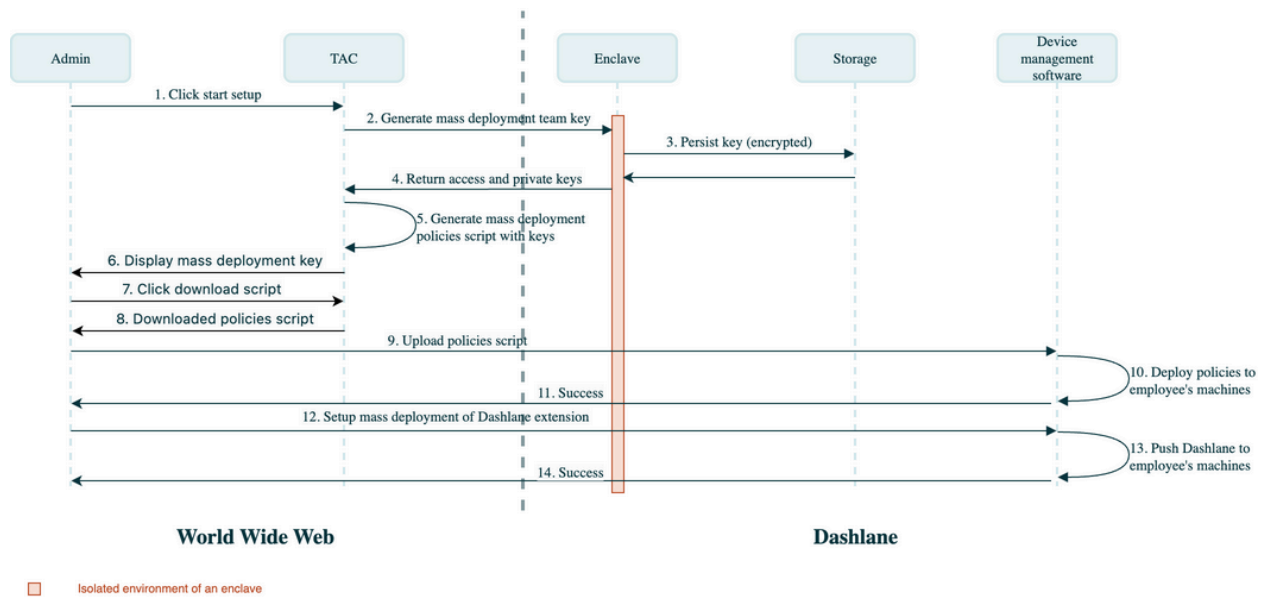 Admin
TAC
Enclave
Storage
Device
management
software
1. Click start setup
2. Generate mass deployment team key
3. Persist key (encrypted)
4. Return access and private keys
5. Generate mass deployment
policies script with keys
6. Display mass deployment key
7. Click download script
8. Downloaded policies script
9. Upload policies script
10. Deploy policies to
employee's machines
11. Success
12. Setup mass deployment of Dashlane extension
13. Push Dashlane to
employee's machines
14. Success
World Wide Web
Dashlane
Isolated environment of an enclave